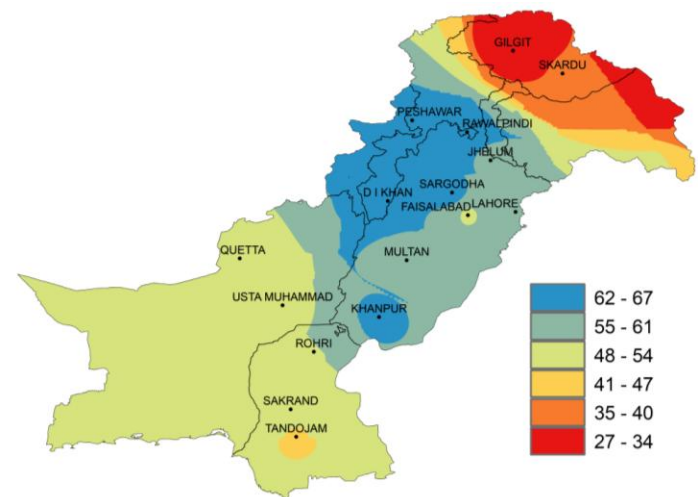 GILGIT
SKARDU
PESHAWAR
RAWALPINDI
JHELUM
SARGODHA
D I KHAN
FAISALABAD
LAHORE
QUETTA
MULTAN
USTA MUHAMMAD
KHANPUR
ROHRI
SAKRAND
TANDOJAM
62 - 67
55 - 61
48 - 54
41 - 47
35 - 40
27 - 34